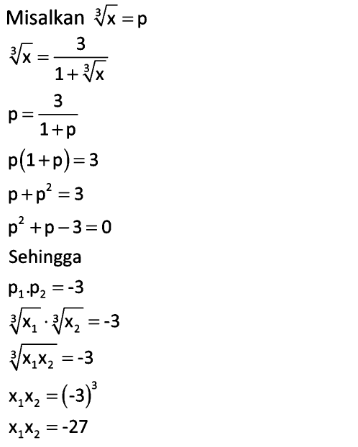 Misalkan ∛x = p
∛x = 3/(1+∛x)
p = 3/(1+p)
p(1+p) = 3
p + p² = 3
p² + p − 3 = 0
Sehingga
p₁.p₂ = -3
∛x₁ · ∛x₂ = -3
∛(x₁x₂) = -3
x₁x₂ = (-3)³
x₁x₂ = -27